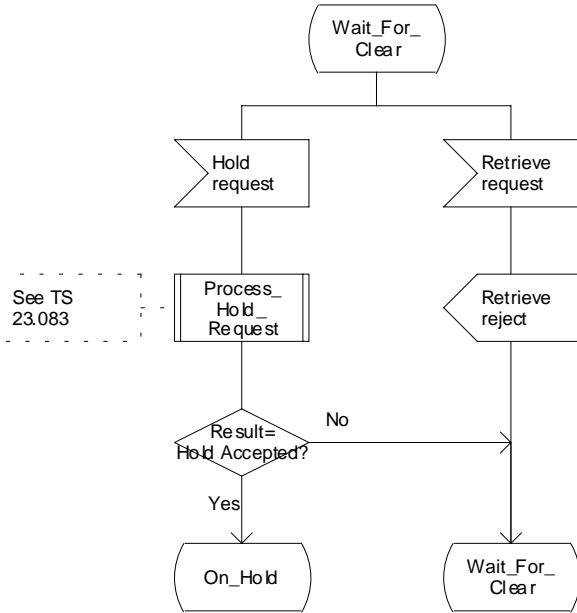 Wait_For_
Clear
Hold
request
Retrieve
request
See TS
23.083
Process_
Hold_
Request
Retrieve
reject
Result=
Hold Accepted?
No
Yes
On_Hold
Wait_For_
Clear